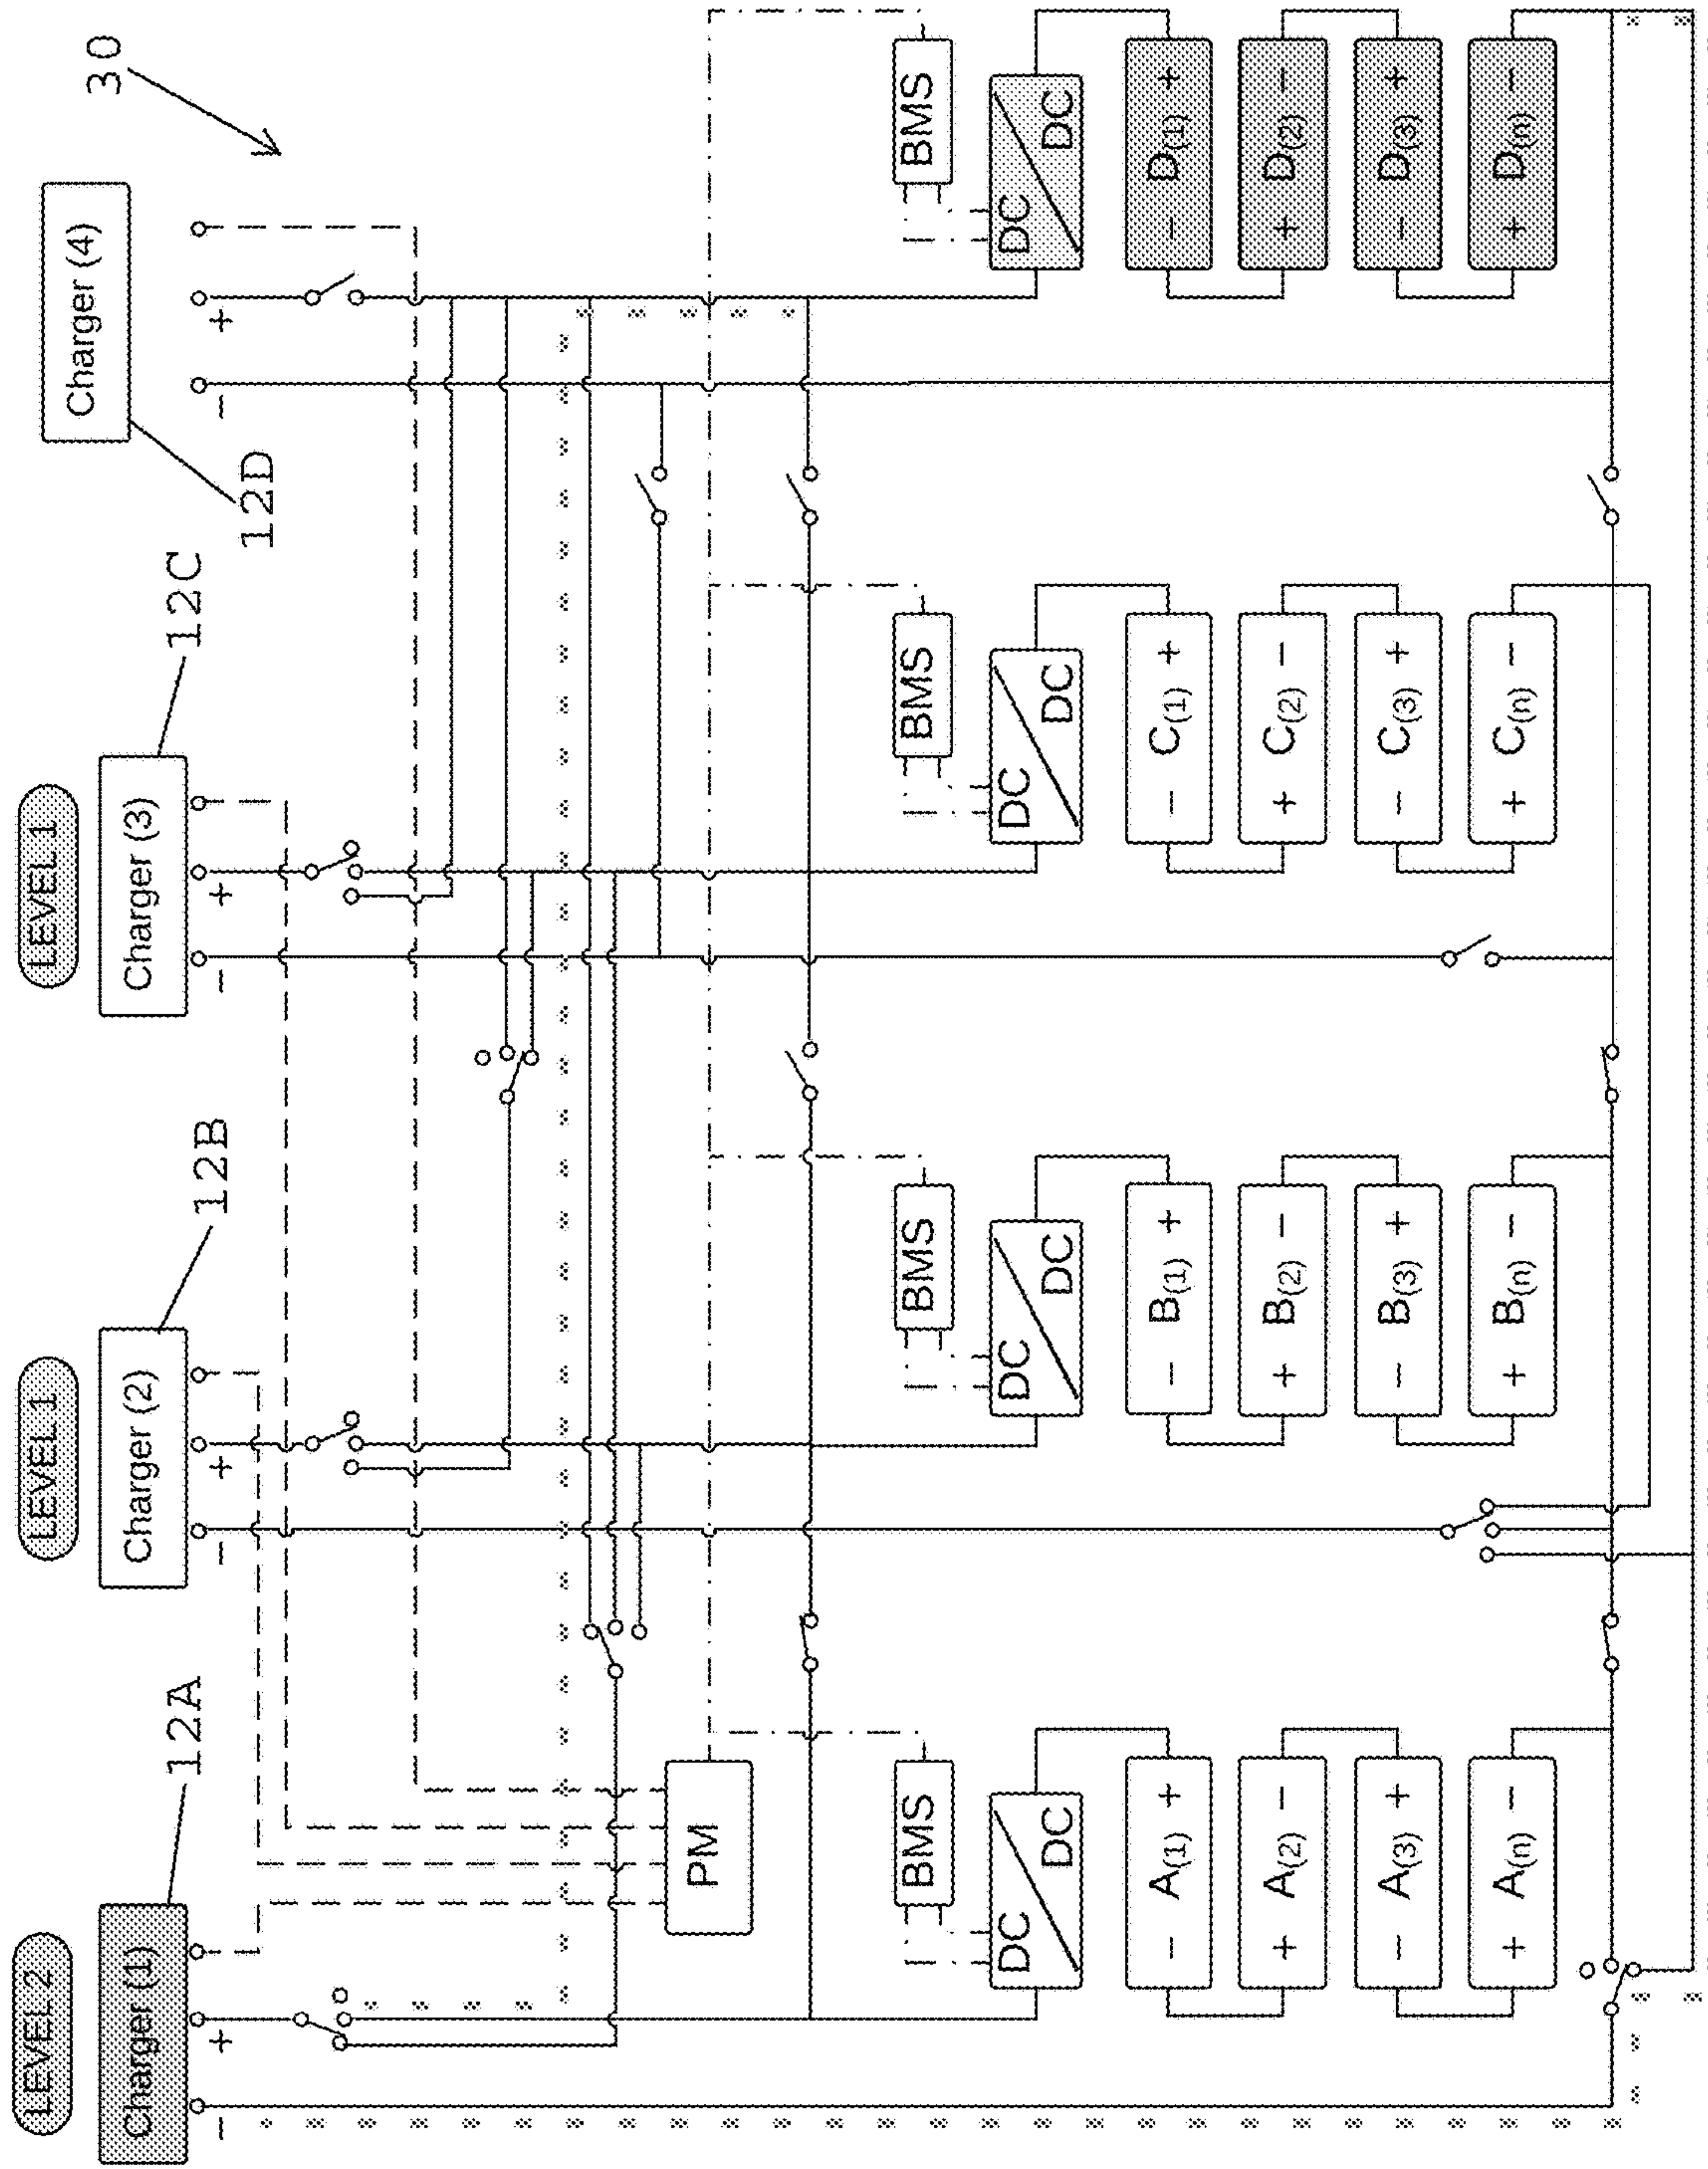 LEVEL 2
LEVEL 1
LEVEL 1
Charger (1)
Charger (2)
Charger (3)
Charger (4)
12A
12B
12C
12D
30
− +
− +
− +
− +
PM
BMS
BMS
BMS
BMS
DC DC
DC DC
DC DC
DC DC
− A(1) +
− B(1) +
− C(1) +
− D(1) +
+ A(2) −
+ B(2) −
+ C(2) −
+ D(2) −
− A(3) +
− B(3) +
− C(3) +
− D(3) +
+ A(n) −
+ B(n) −
+ C(n) −
+ D(n) −